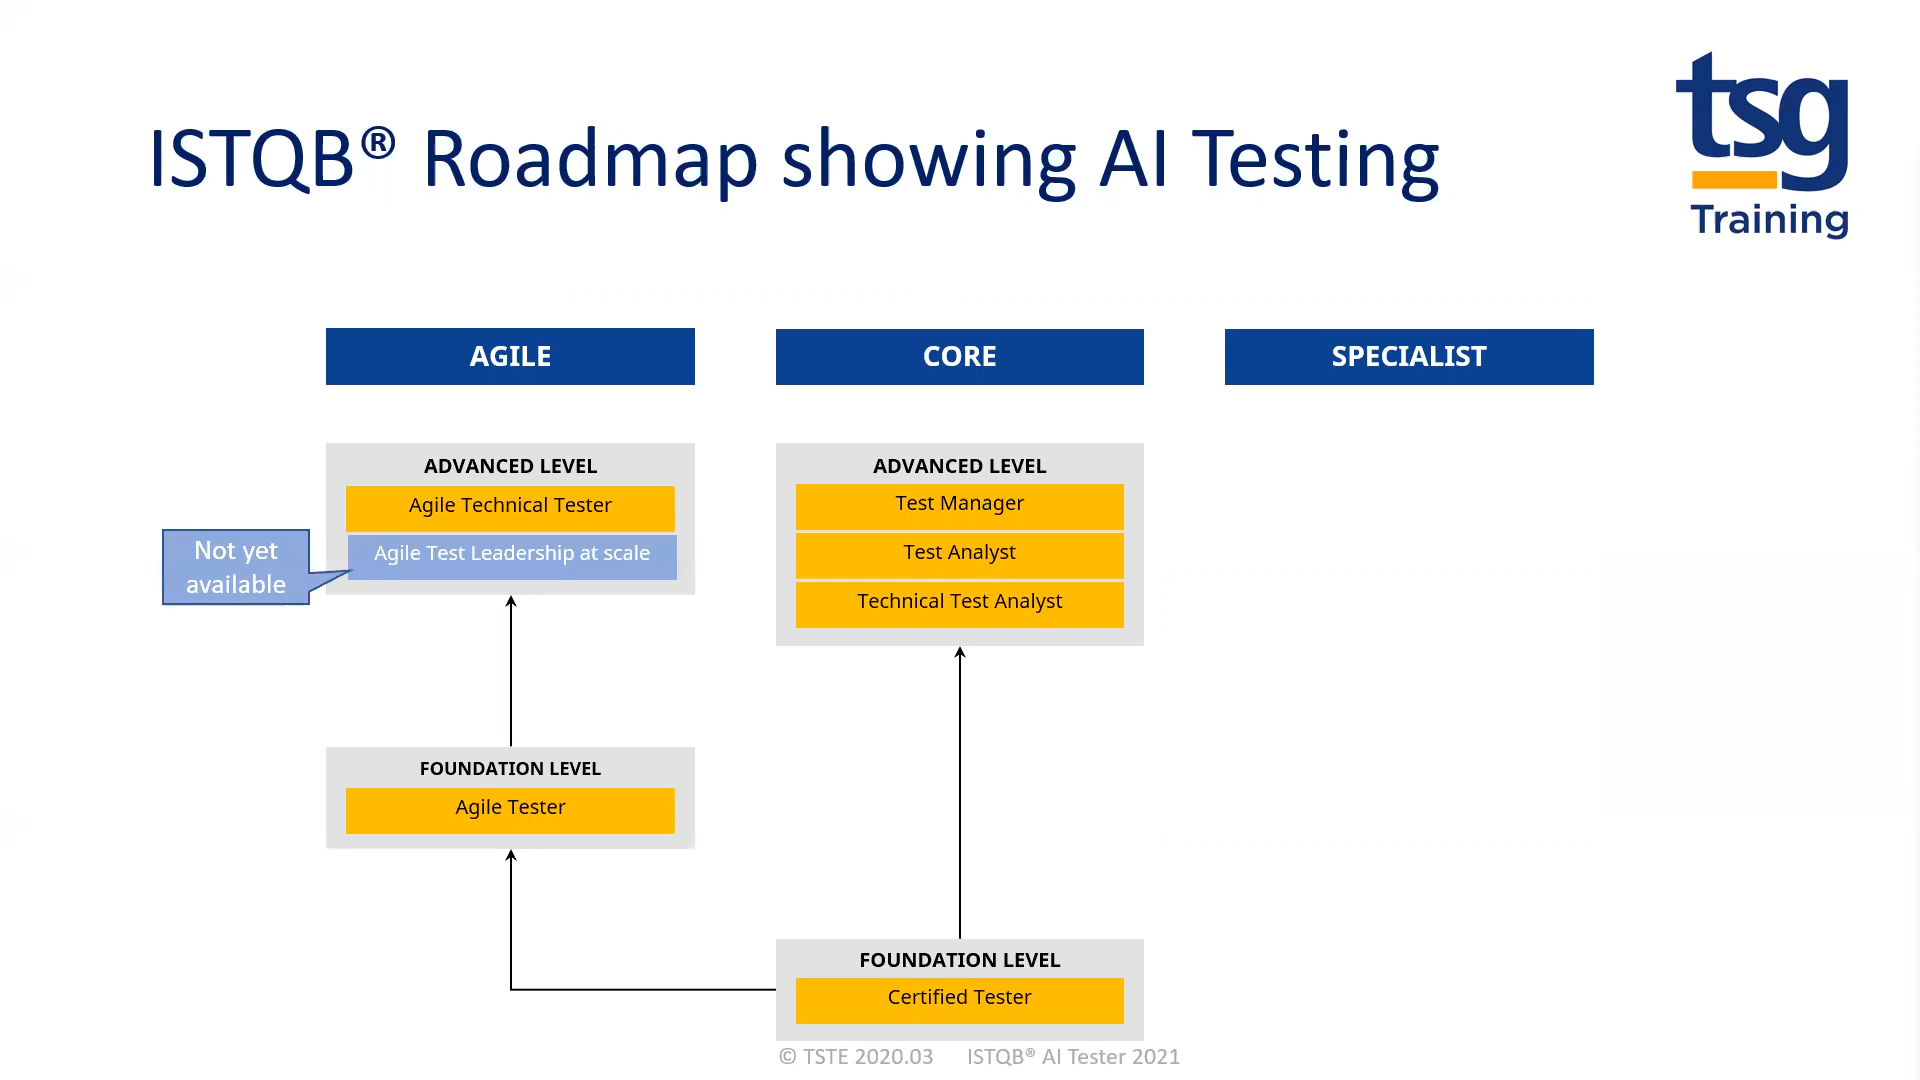 ISTQB® Roadmap showing AI Testing
tsg
Training
AGILE
CORE
SPECIALIST
ADVANCED LEVEL
Agile Technical Tester
Agile Test Leadership at scale
Not yet
available
ADVANCED LEVEL
Test Manager
Test Analyst
Technical Test Analyst
FOUNDATION LEVEL
Agile Tester
FOUNDATION LEVEL
Certified Tester
© TSTE 2020.03 ISTQB® AI Tester 2021